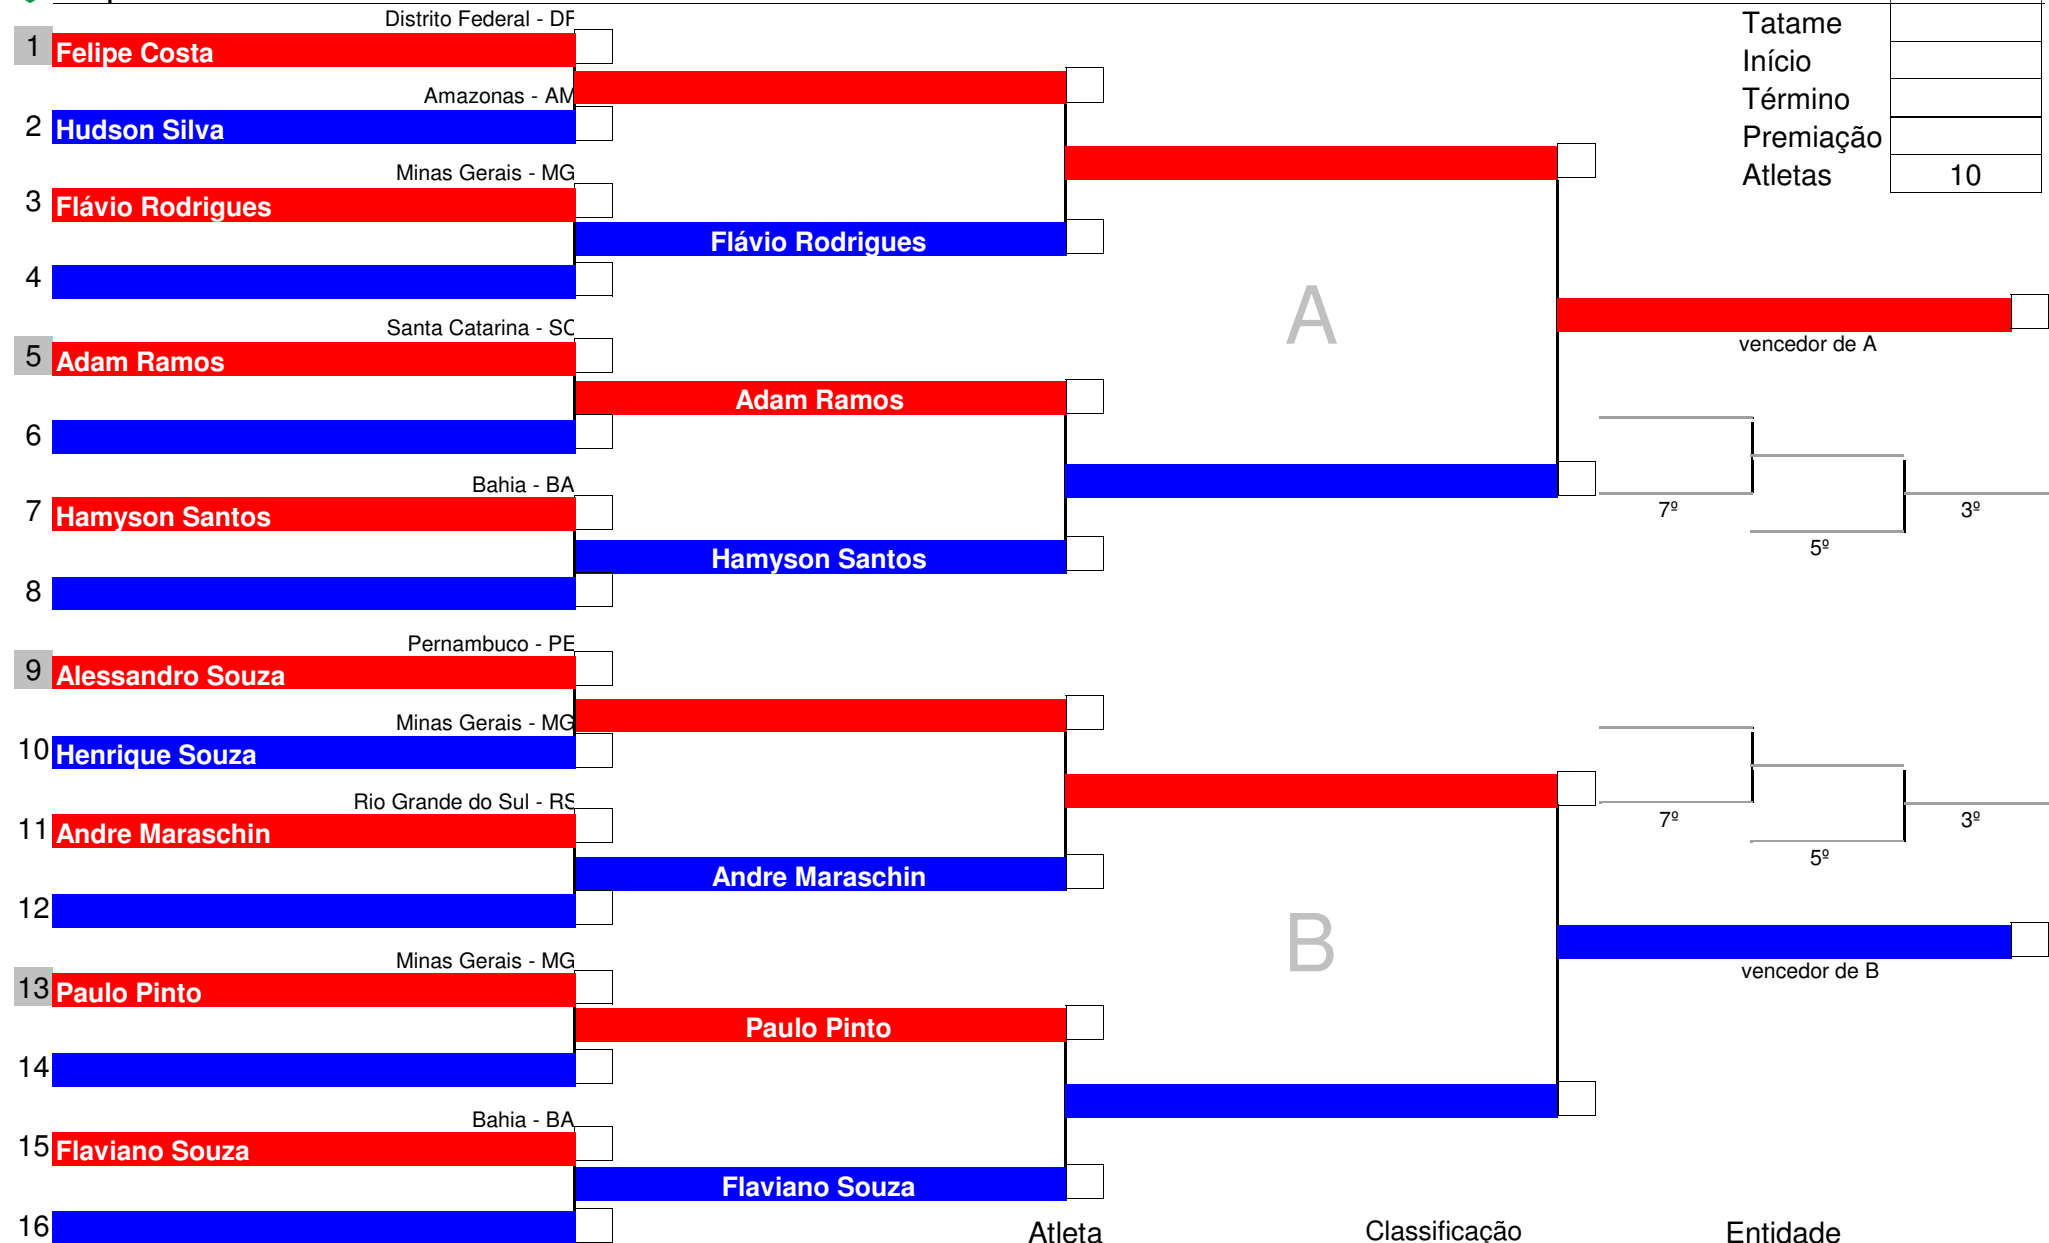 Distrito Federal - DF
Tatame
1 Felipe Costa
Início
Amazonas - AM
Término
2 Hudson Silva
Premiação
Minas Gerais - MG
Atletas 10
3 Flávio Rodrigues
Flávio Rodrigues
4
A
Santa Catarina - SC
vencedor de A
5 Adam Ramos
Adam Ramos
6
Bahia - BA
7 Hamyson Santos
7º 3º
5º
Hamyson Santos
8
Pernambuco - PE
9 Alessandro Souza
Minas Gerais - MG
10 Henrique Souza
Rio Grande do Sul - RS
7º 3º
11 Andre Maraschin
5º
Andre Maraschin
12
B
Minas Gerais - MG
vencedor de B
13 Paulo Pinto
Paulo Pinto
14
Bahia - BA
15 Flaviano Souza
Flaviano Souza
16
Atleta Classificação Entidade